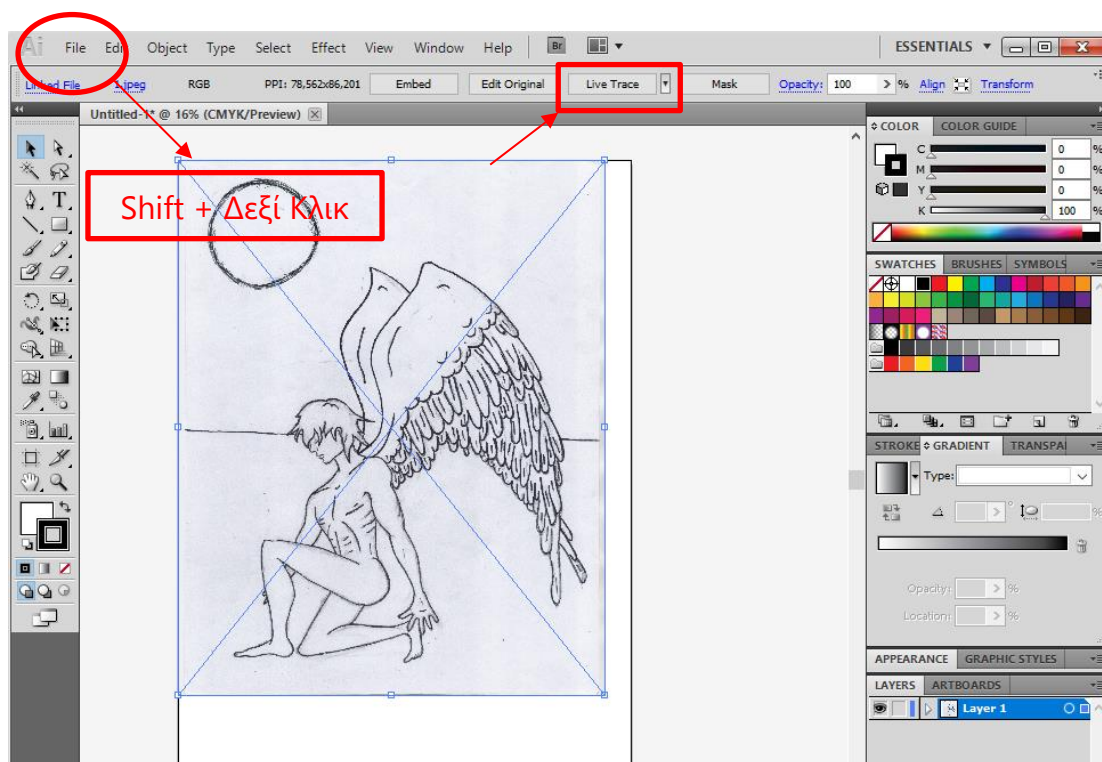 Ai File Edit Object Type Select Effect View Window Help Br ESSENTIALS
Linked File 1.jpeg RGB PPI: 78,562x86,201 Embed Edit Original Live Trace Mask Opacity: 100 % Align Transform
Untitled-1* @ 16% (CMYK/Preview)
Shift + Δεξί Κλικ
COLOR COLOR GUIDE
C 0 %
M 0 %
Y 0 %
K 100 %
SWATCHES BRUSHES SYMBOLS
STROKE GRADIENT TRANSPA
Type:
%
Opacity: %
Location: %
APPEARANCE GRAPHIC STYLES
LAYERS ARTBOARDS
Layer 1